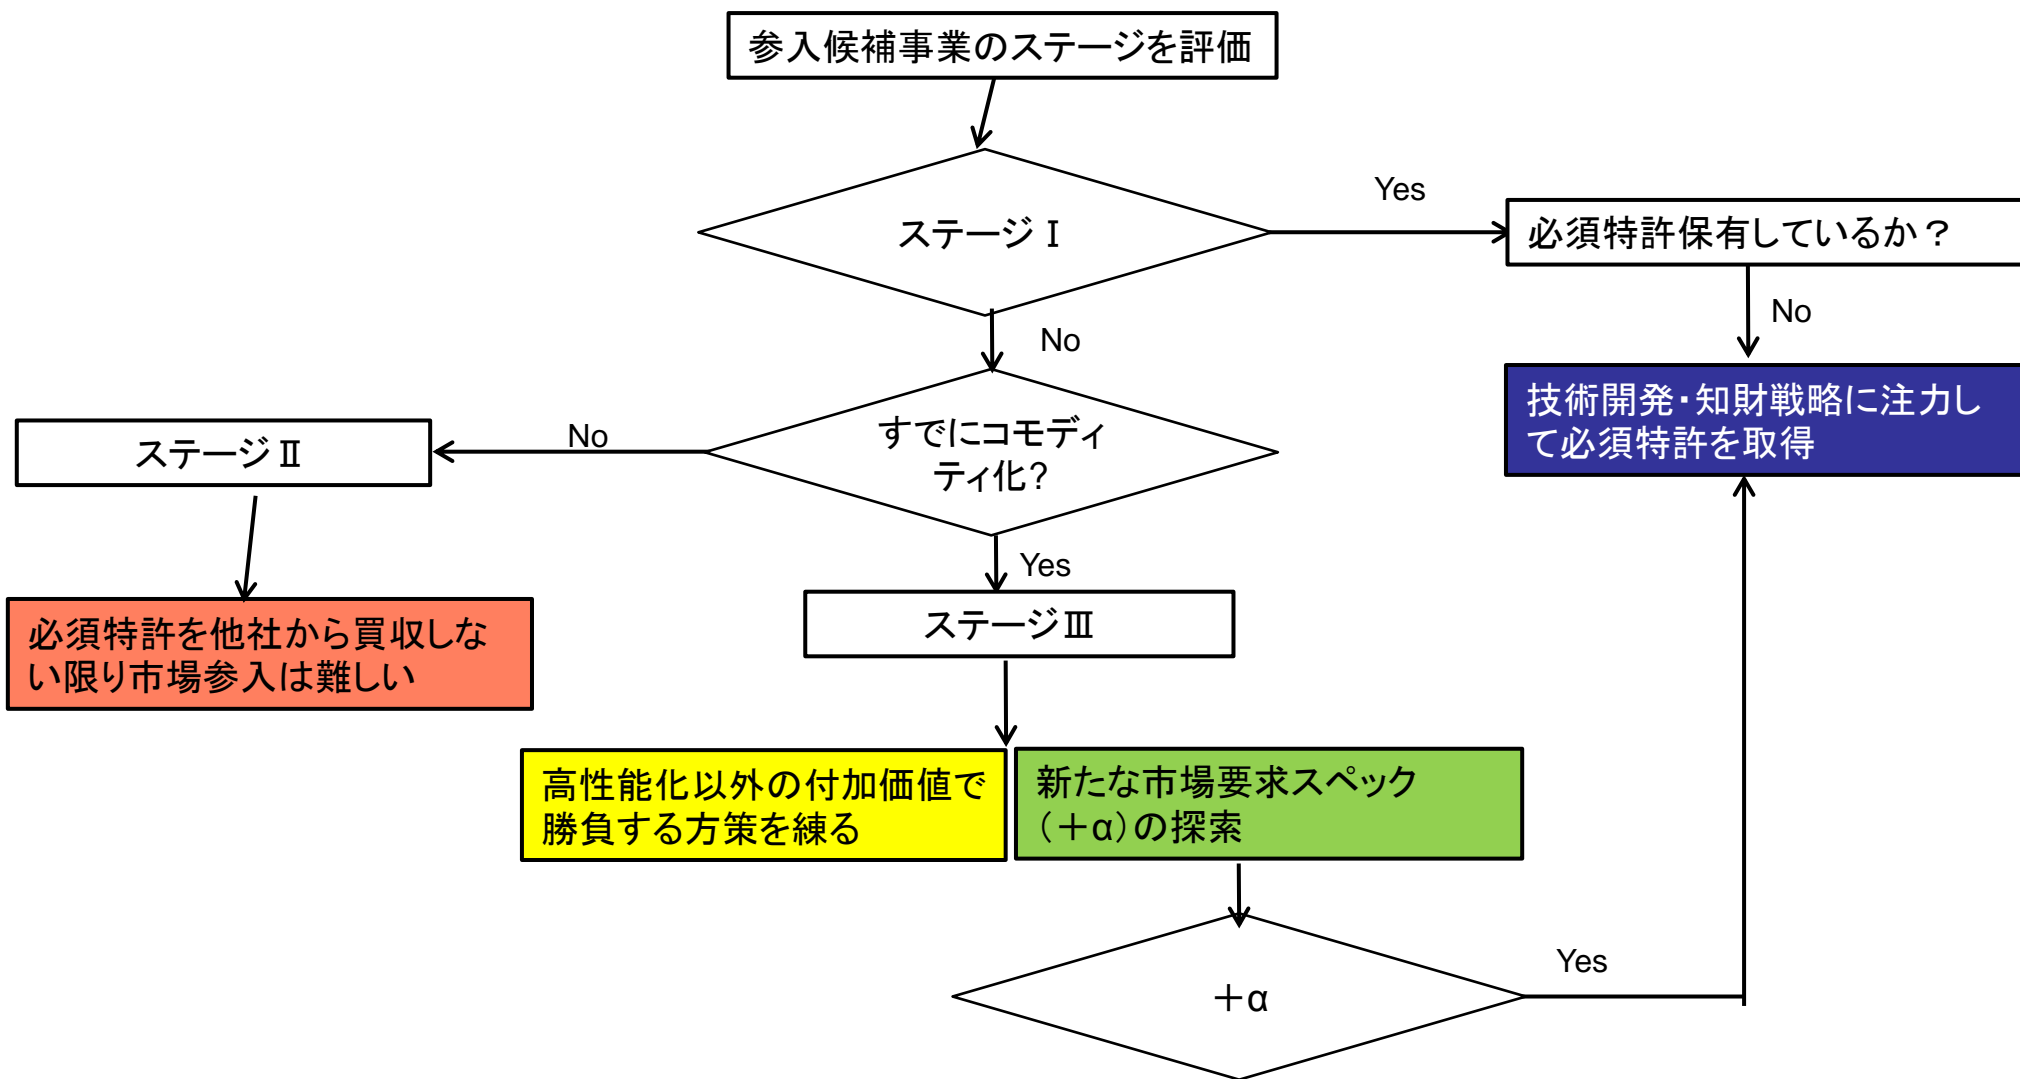 参入候補事業のステージを評価
ステージⅠ
Yes
必須特許保有しているか？
No
No
技術開発・知財戦略に注力し
て必須特許を取得
すでにコモディ
ティ化？
No
ステージⅡ
Yes
必須特許を他社から買収しな
い限り市場参入は難しい
ステージⅢ
高性能化以外の付加価値で
勝負する方策を練る
新たな市場要求スペック
（＋α）の探索
＋α
Yes